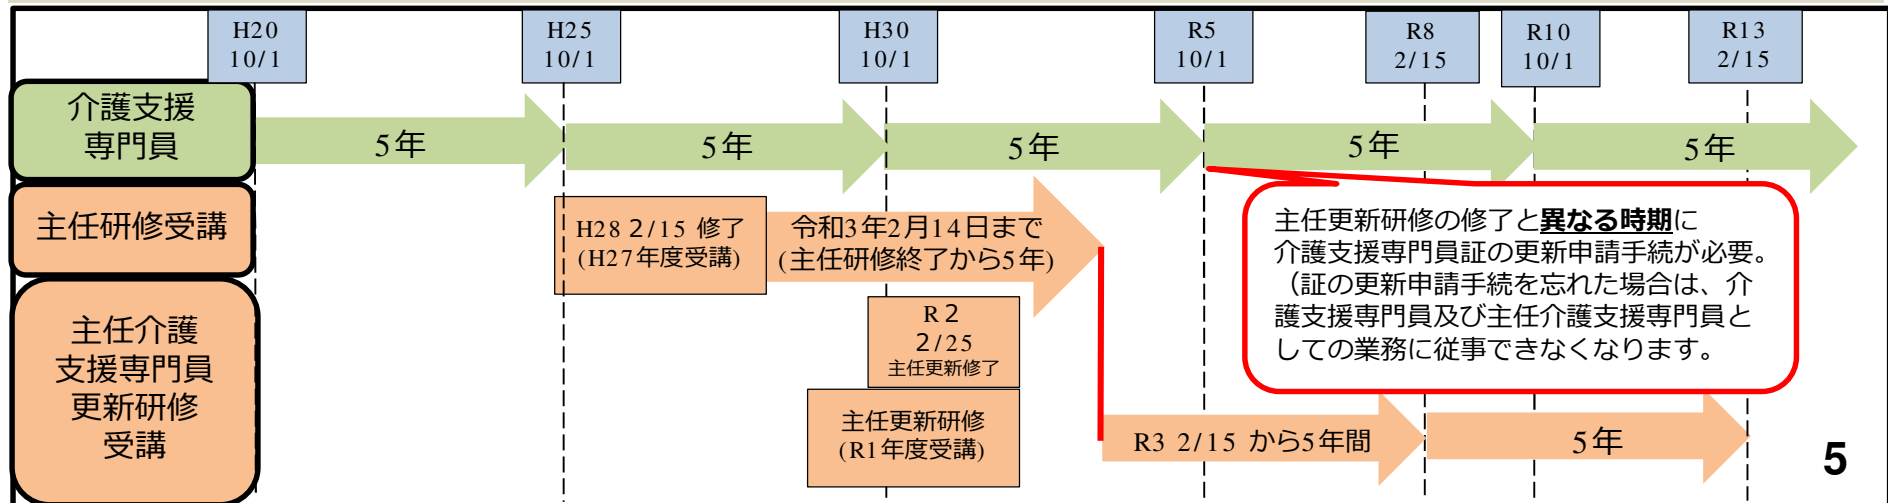 H20
10/1
H25
10/1
H30
10/1
R5
10/1
R8
2/15
R10
10/1
R13
2/15
介護支援
専門員
5年
5年
5年
5年
5年
主任研修受講
H28 2/15 修了
(H27年度受講)
令和3年2月14日まで
(主任研修終了から5年)
主任更新研修の修了と異なる時期に
介護支援専門員証の更新申請手続が必要。
（証の更新申請手続を忘れた場合は、介
護支援専門員及び主任介護支援専門員と
しての業務に従事できなくなります。
主任介護
支援専門員
更新研修
受講
R 2
2/25
主任更新修了
主任更新研修
(R1年度受講)
R3 2/15 から5年間
5年
5